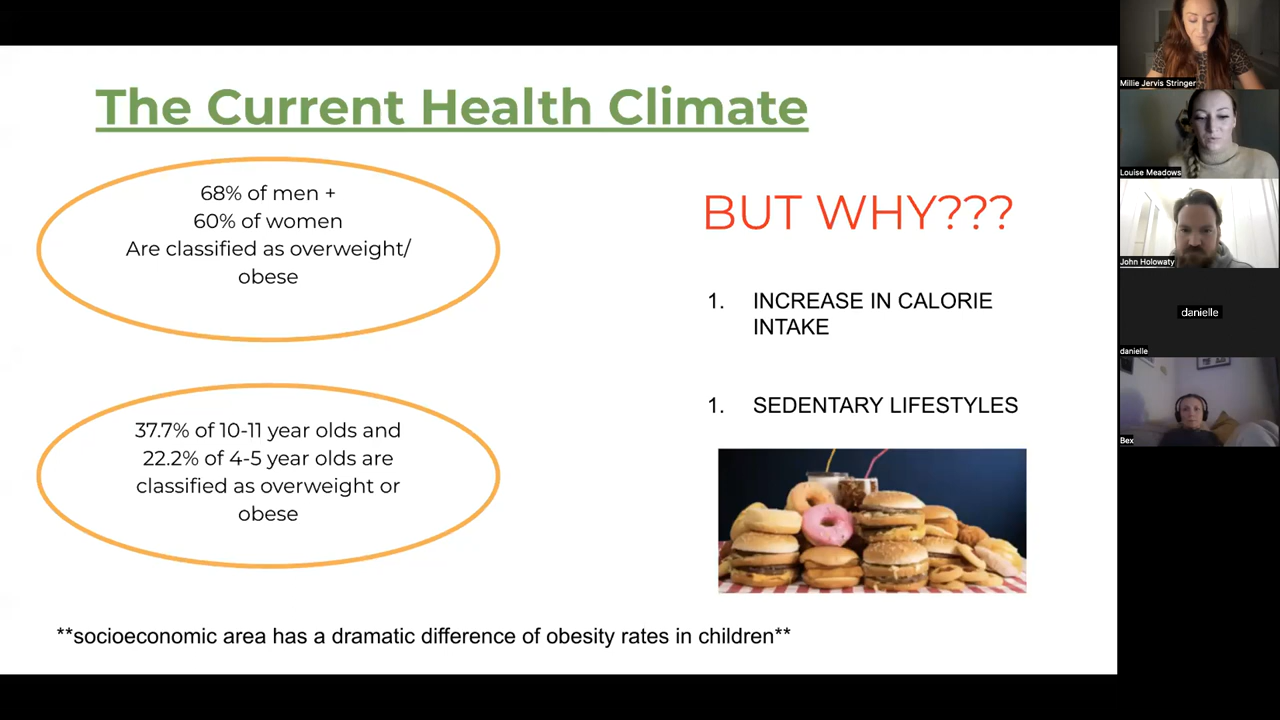 The Current Health Climate
68% of men +
60% of women
Are classified as overweight/
obese
37.7% of 10-11 year olds and
22.2% of 4-5 year olds are
classified as overweight or
obese
**socioeconomic area has a dramatic difference of obesity rates in children**
BUT WHY???
1. INCREASE IN CALORIE
INTAKE
1. SEDENTARY LIFESTYLES
Millie Jervis Stringer
Louise Meadows
John Holowaty
danielle
danielle
Bex